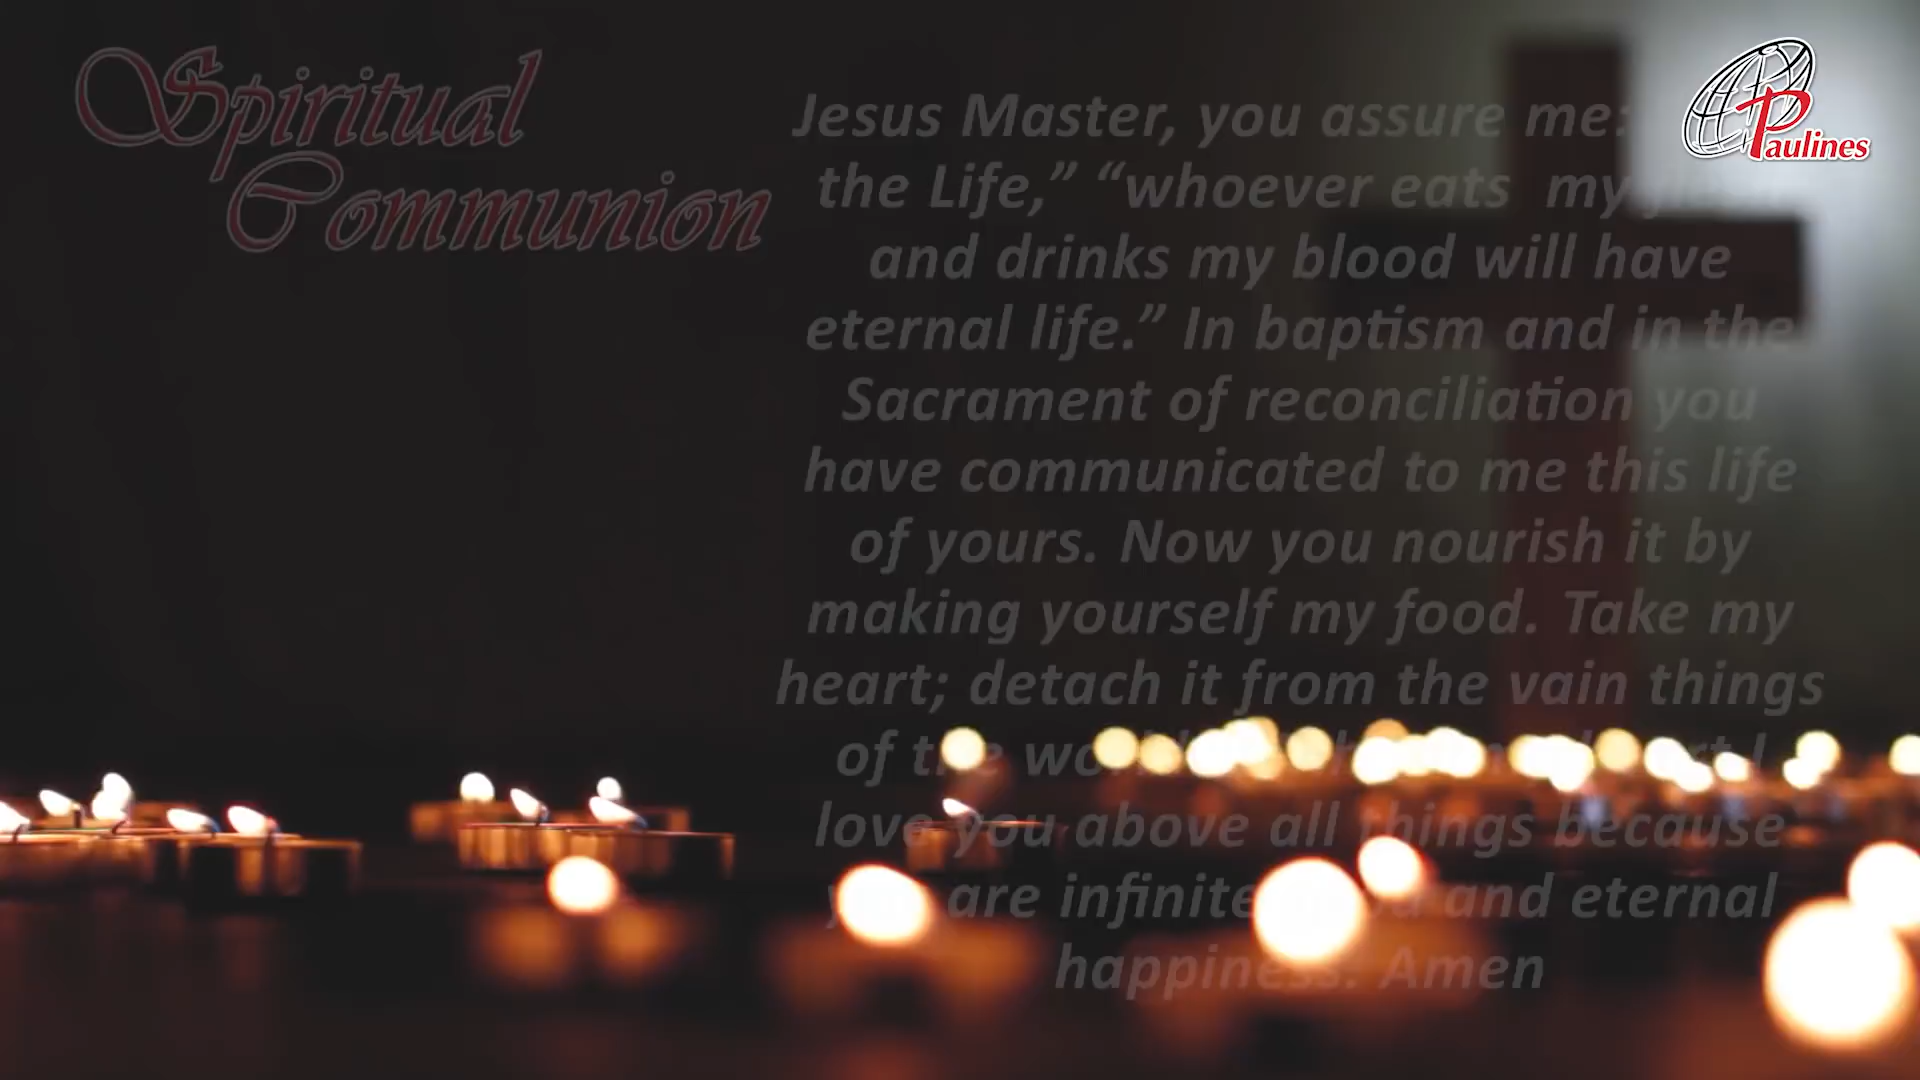 Spiritual
Communion
Jesus Master, you assure me:
the Life,” “whoever eats my
and drinks my blood will have
eternal life.” In baptism and in the
Sacrament of reconciliation you
have communicated to me this life
of yours. Now you nourish it by
making yourself my food. Take my
heart; detach it from the vain things
of the
love you above all things because
are infinite and eternal
happiness. Amen
Paulines